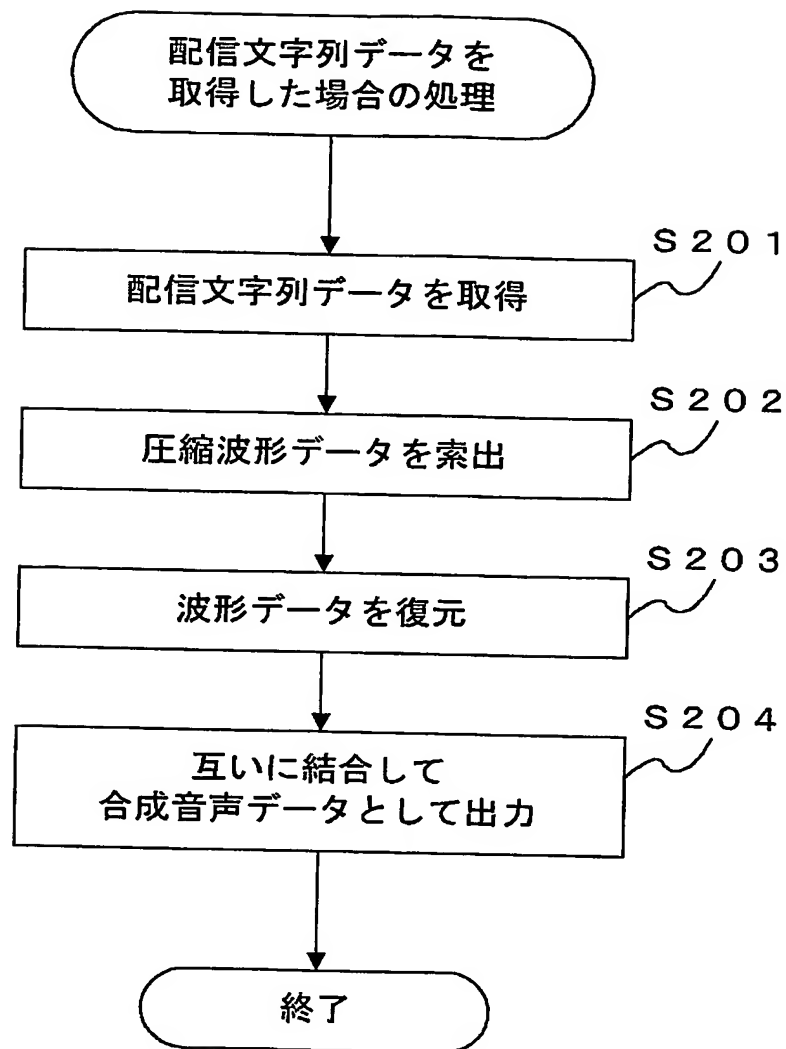 配信文字列データを
取得した場合の処理
S201
配信文字列データを取得
S202
圧縮波形データを索出
S203
波形データを復元
S204
互いに結合して
合成音声データとして出力
終了